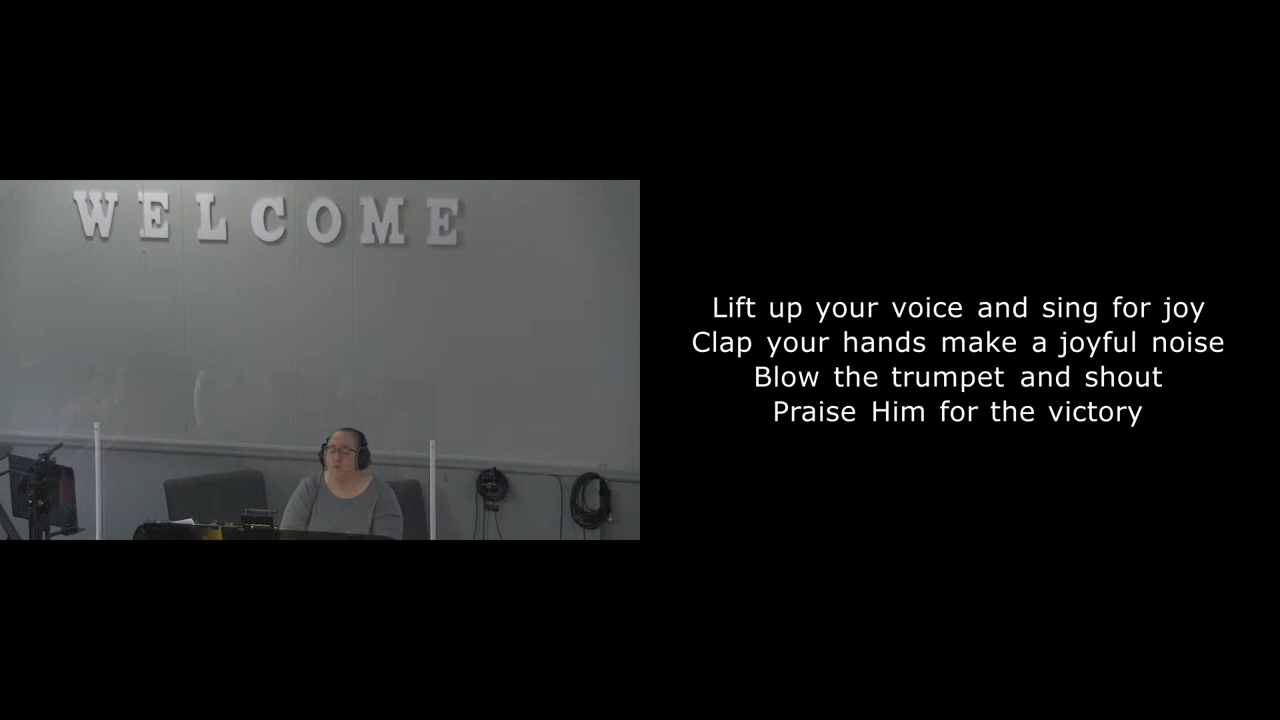 WELCOME
Lift up your voice and sing for joy
Clap your hands make a joyful noise
Blow the trumpet and shout
Praise Him for the victory